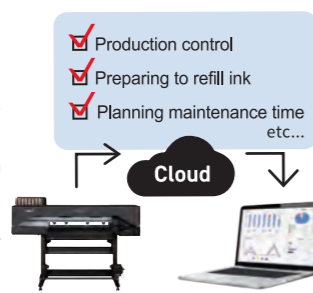 Production control
Preparing to refill ink
Planning maintenance time
etc...
Cloud